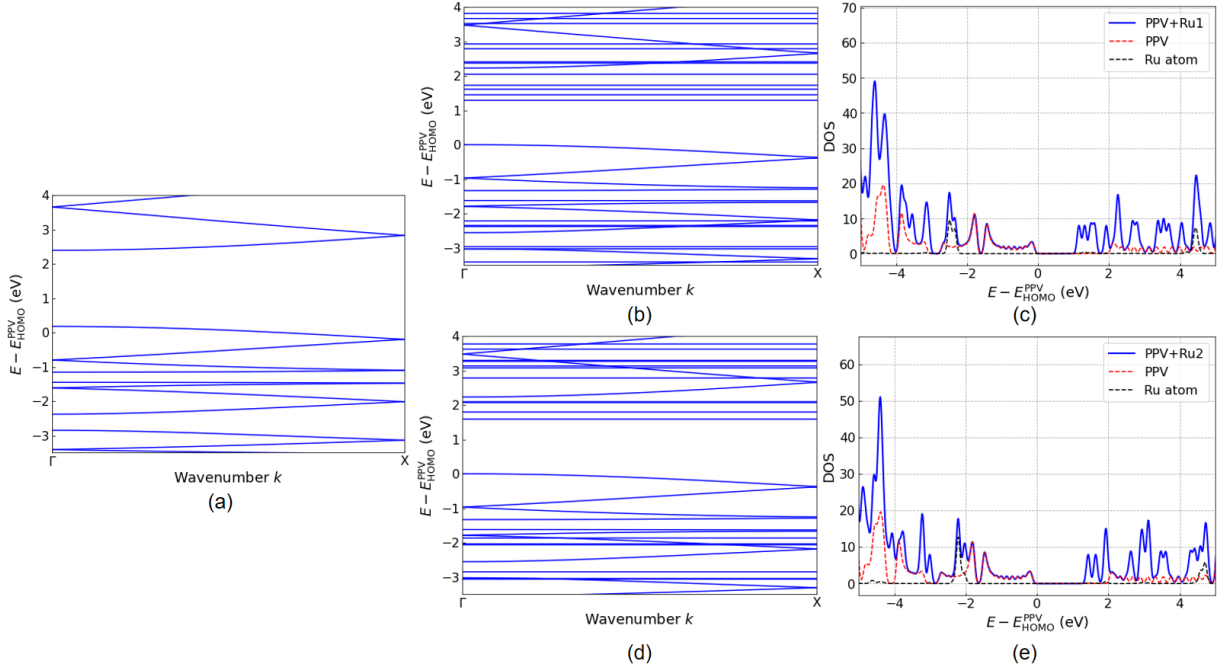 4
3
2
1
0
−1
−2
−3
Γ
X
E − E^PPV_HOMO (eV)
Wavenumber k
(a)
4
3
2
1
0
−1
−2
−3
Γ
X
E − E^PPV_HOMO (eV)
Wavenumber k
(b)
70
60
50
40
30
20
10
0
DOS
PPV+Ru1
PPV
Ru atom
−4
−2
0
2
4
E − E^PPV_HOMO (eV)
(c)
4
3
2
1
0
−1
−2
−3
Γ
X
E − E^PPV_HOMO (eV)
Wavenumber k
(d)
60
50
40
30
20
10
0
DOS
PPV+Ru2
PPV
Ru atom
−4
−2
0
2
4
E − E^PPV_HOMO (eV)
(e)